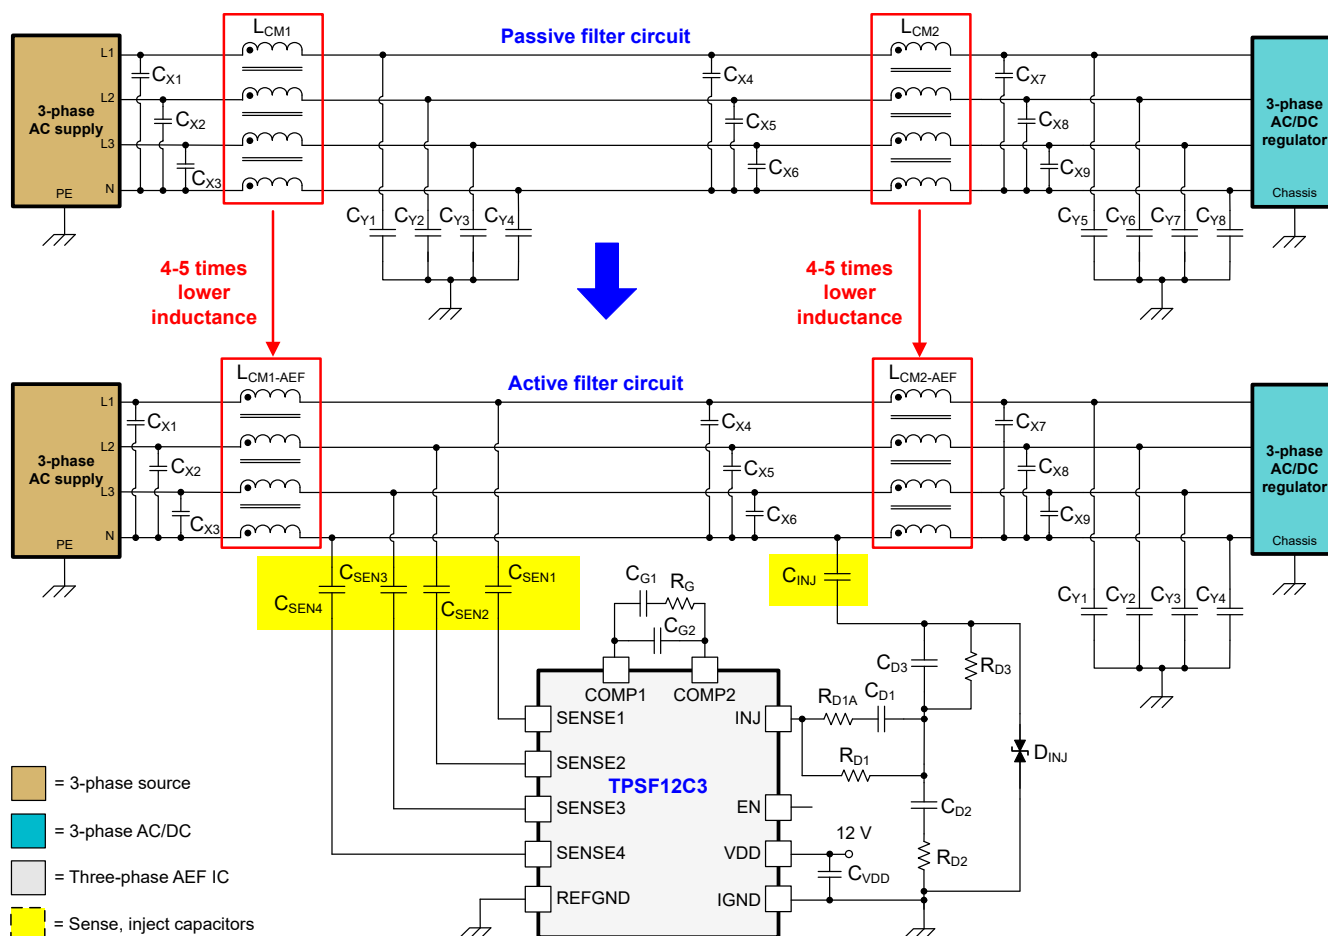 Passive filter circuit
3-phase
AC supply
L1
L2
L3
N
PE
CX1
CX2
CX3
LCM1
CY1
CY2
CY3
CY4
CX4
CX5
CX6
LCM2
CX7
CX8
CX9
CY5
CY6
CY7
CY8
3-phase
AC/DC
regulator
Chassis
4-5 times
lower
inductance
4-5 times
lower
inductance
Active filter circuit
3-phase
AC supply
L1
L2
L3
N
PE
CX1
CX2
CX3
LCM1-AEF
CX4
CX5
CX6
LCM2-AEF
CX7
CX8
CX9
3-phase
AC/DC
regulator
Chassis
CSEN4
CSEN3
CSEN2
CSEN1
CINJ
CY1
CY2
CY3
CY4
CG1
RG
CG2
COMP1
COMP2
SENSE1
SENSE2
SENSE3
SENSE4
REFGND
TPSF12C3
INJ
EN
VDD
IGND
RD1A
CD1
RD1
CD3
RD3
CD2
RD2
DINJ
12 V
CVDD
= 3-phase source
= 3-phase AC/DC
= Three-phase AEF IC
= Sense, inject capacitors